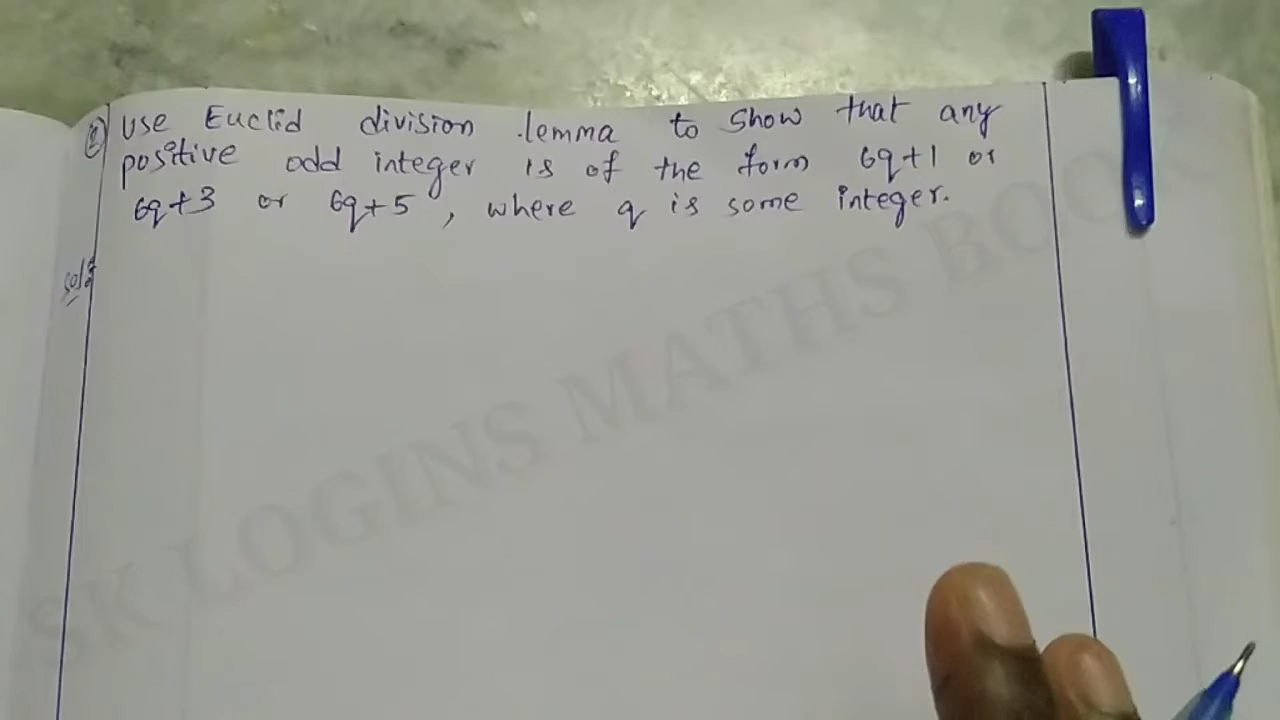 (2) Use Euclid division lemma to show that any
positive odd integer is of the form 6q+1 or
6q+3 or 6q+5, where q is some integer.
Sol:
SK LOGINS MATHS BOOK